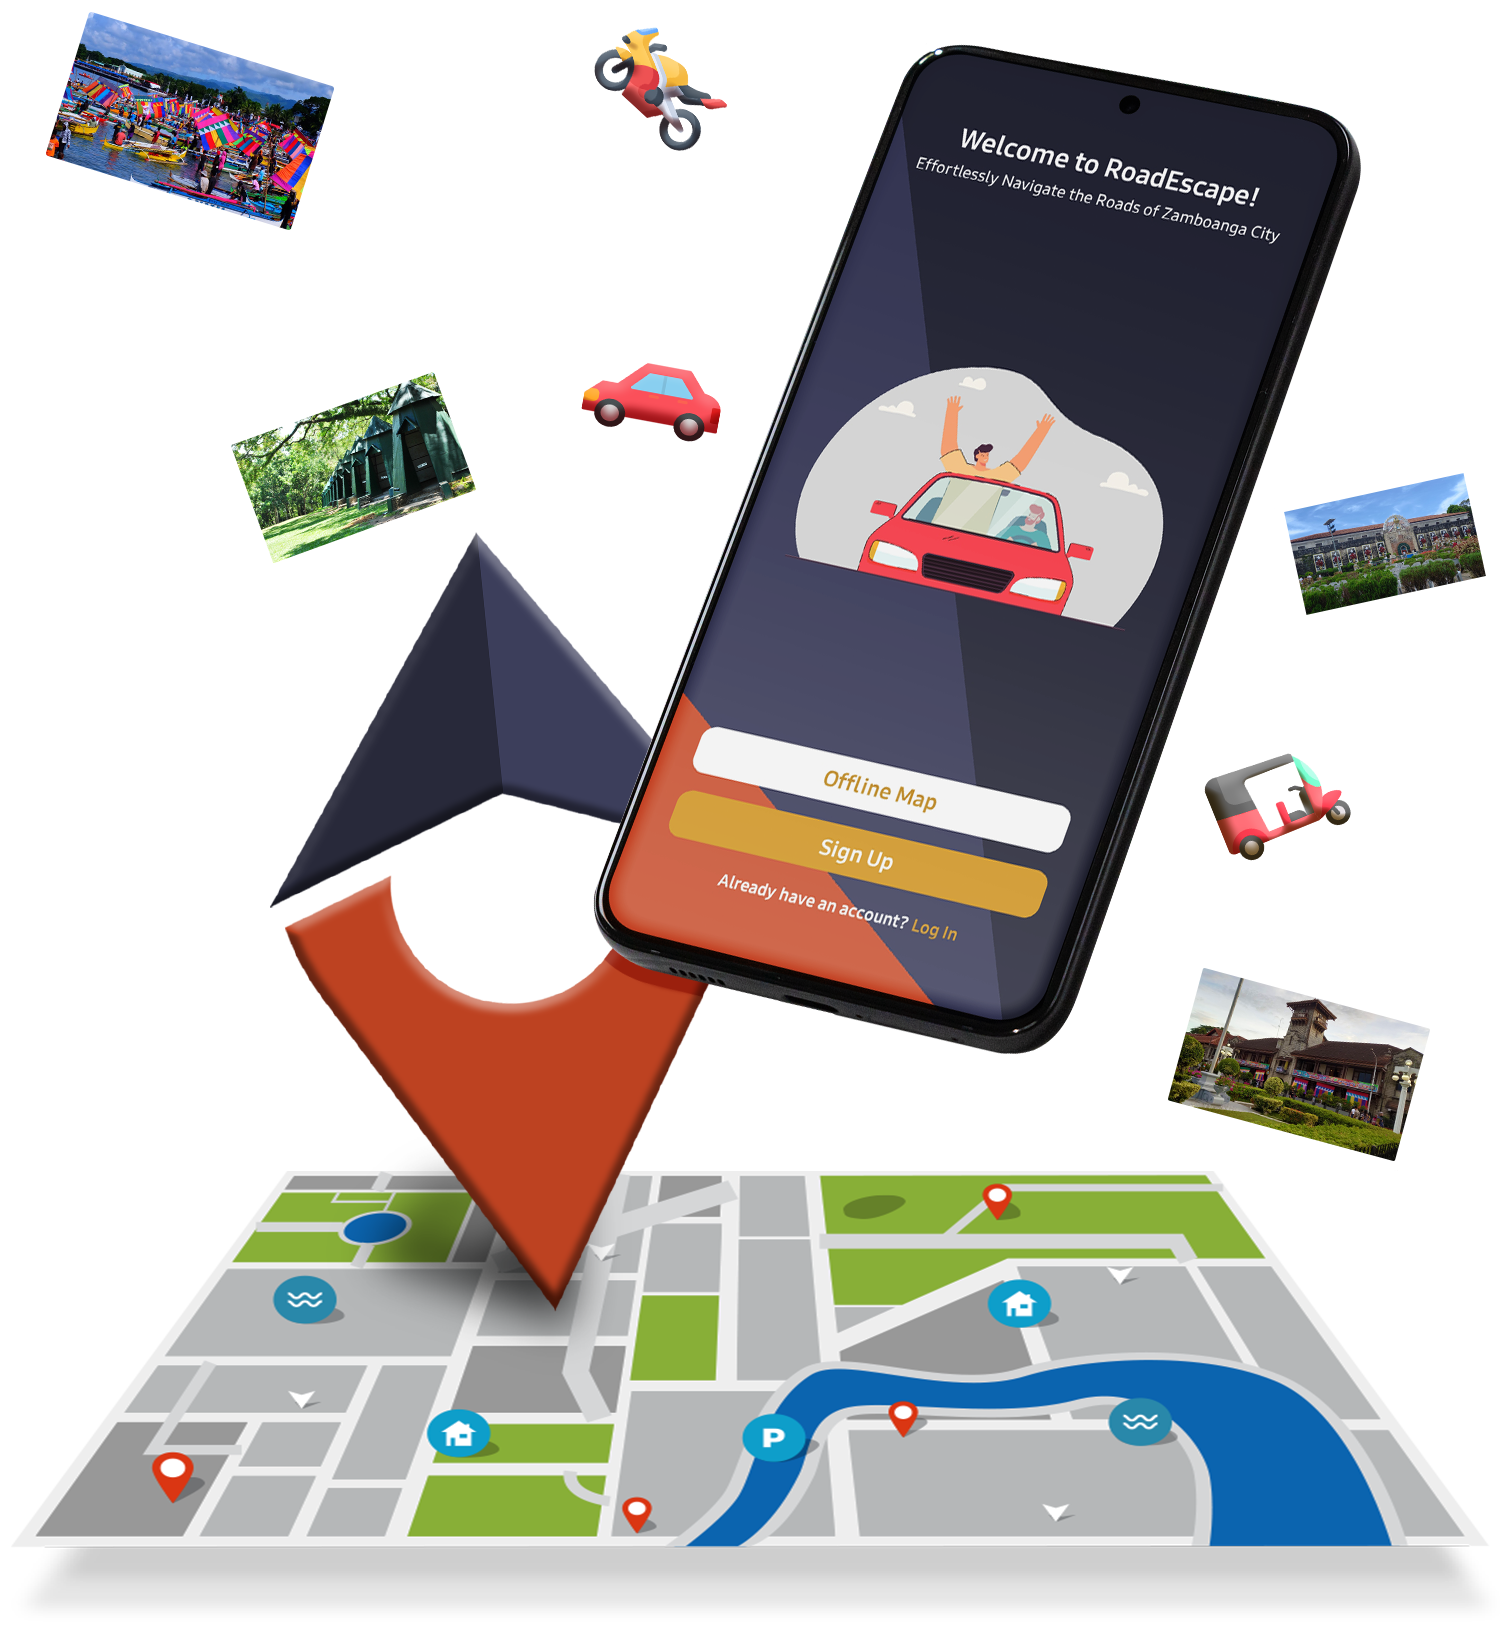 Welcome to RoadEscape!
Effortlessly Navigate the Roads of Zamboanga City
Offline Map
Sign Up
Already have an account? Log In
P